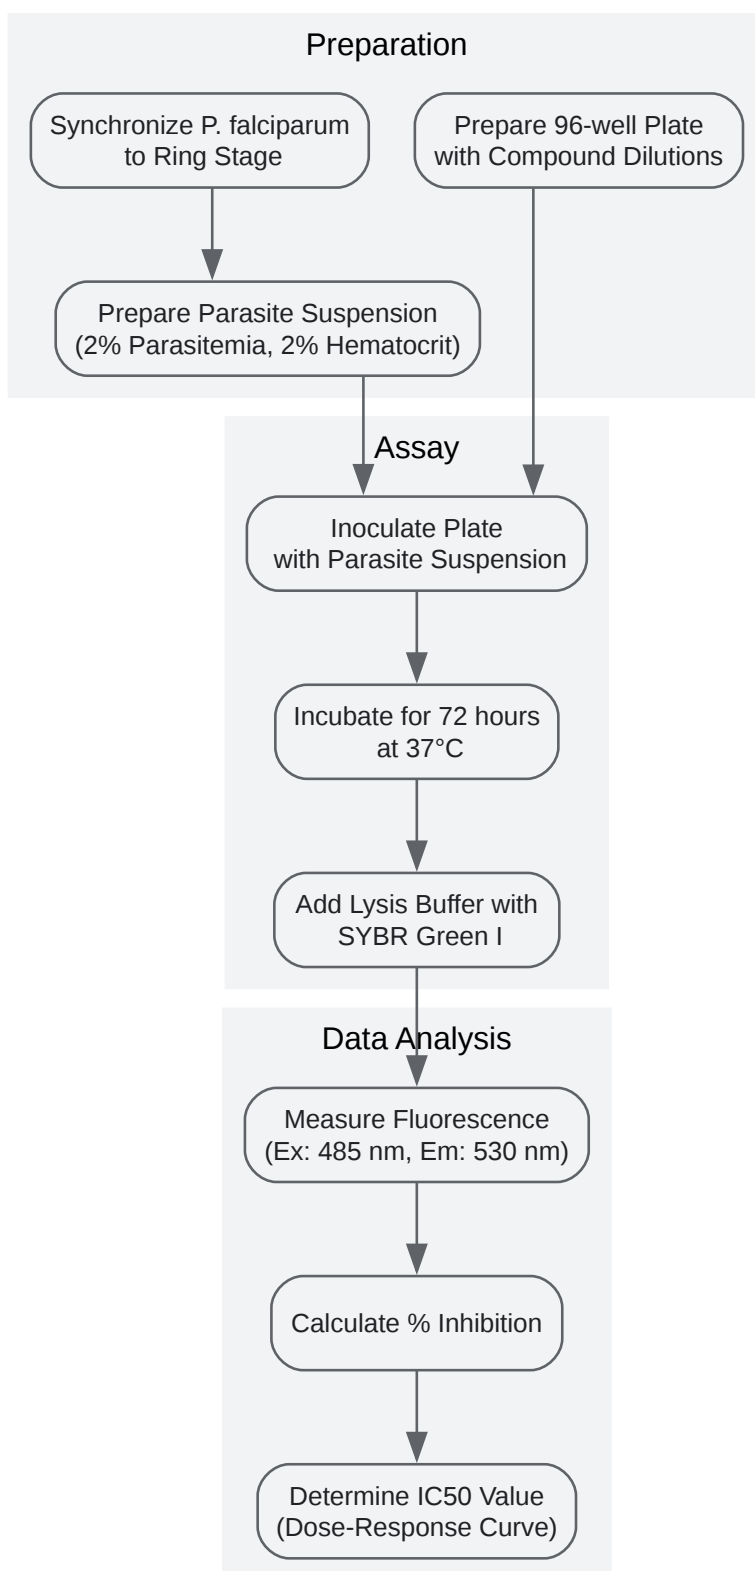 Preparation
Synchronize P. falciparum
to Ring Stage
Prepare 96-well Plate
with Compound Dilutions
Prepare Parasite Suspension
(2% Parasitemia, 2% Hematocrit)
Assay
Inoculate Plate
with Parasite Suspension
Incubate for 72 hours
at 37°C
Add Lysis Buffer with
SYBR Green I
Data Analysis
Measure Fluorescence
(Ex: 485 nm, Em: 530 nm)
Calculate % Inhibition
Determine IC50 Value
(Dose-Response Curve)